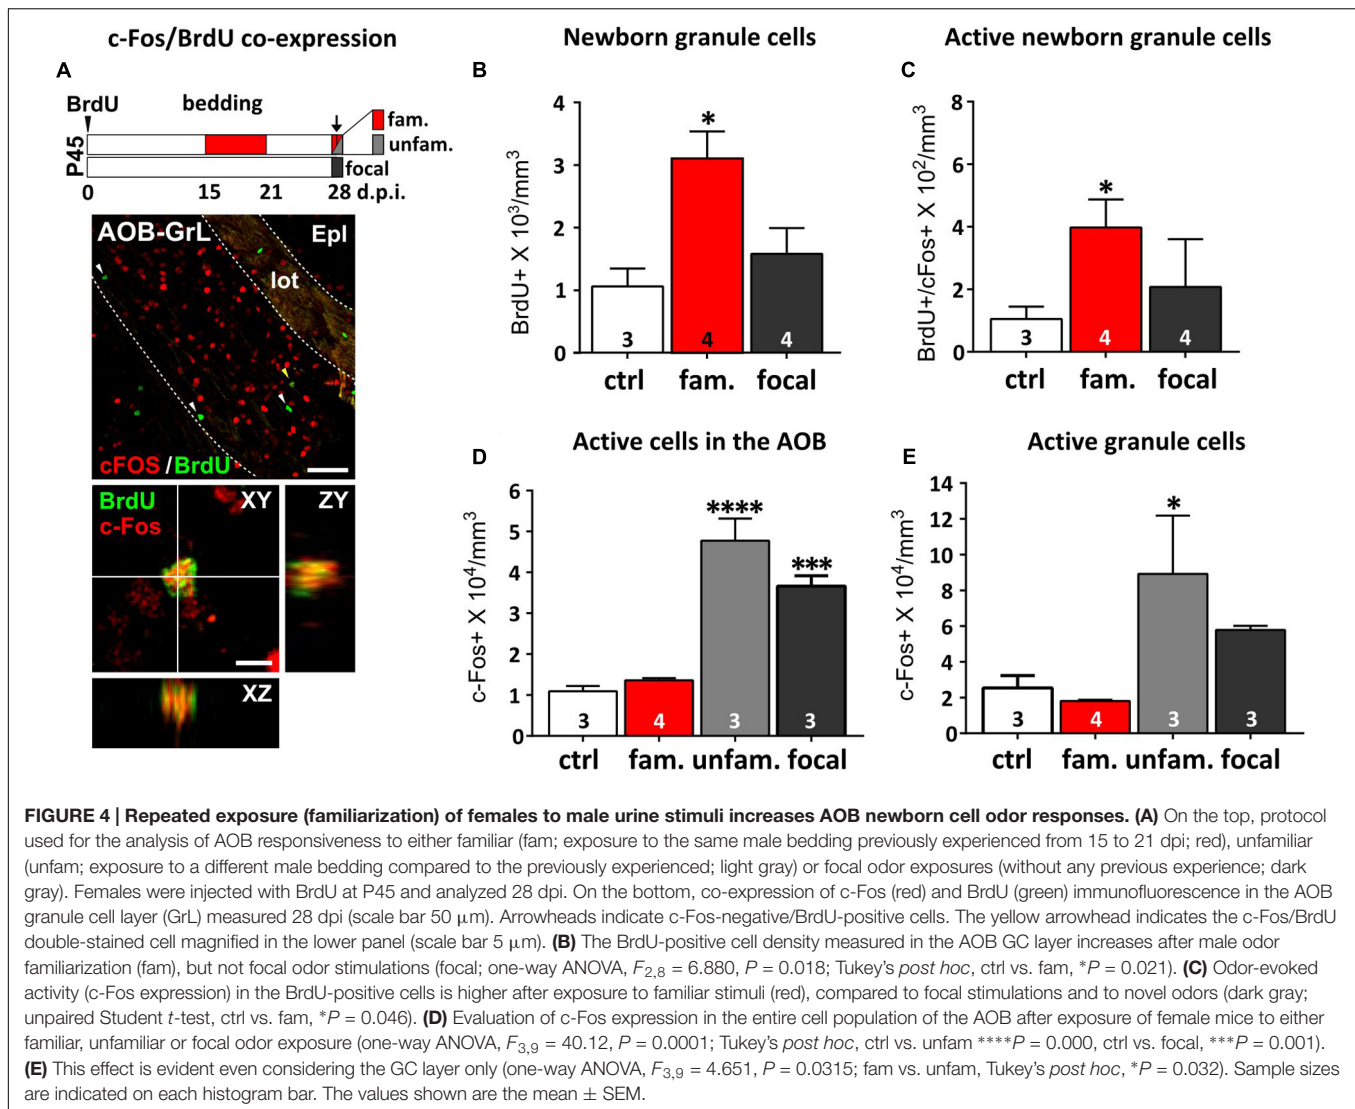 c-Fos/BrdU co-expression
A
BrdU
bedding
fam.
unfam.
focal
P45
0 15 21 28 d.p.i.
AOB-GrL
Epl
lot
cFOS /BrdU
BrdU
c-Fos
XY
ZY
XZ
Newborn granule cells
B
BrdU+ X 10³/mm³
4
3
2
1
0
*
3 4 4
ctrl fam. focal
Active newborn granule cells
C
BrdU+/cFos+ X 10²/mm³
8
6
4
2
0
*
3 4 4
ctrl fam. focal
Active cells in the AOB
D
c-Fos+ X 10⁴/mm³
6
5
4
3
2
1
0
****
***
3 4 3 3
ctrl fam. unfam. focal
Active granule cells
E
c-Fos+ X 10⁴/mm³
14
12
10
8
6
4
2
0
*
3 4 3 3
ctrl fam. unfam. focal
FIGURE 4 | Repeated exposure (familiarization) of females to male urine stimuli increases AOB newborn cell odor responses. (A) On the top, protocol
used for the analysis of AOB responsiveness to either familiar (fam; exposure to the same male bedding previously experienced from 15 to 21 dpi; red), unfamiliar
(unfam; exposure to a different male bedding compared to the previously experienced; light gray) or focal odor exposures (without any previous experience; dark
gray). Females were injected with BrdU at P45 and analyzed 28 dpi. On the bottom, co-expression of c-Fos (red) and BrdU (green) immunofluorescence in the AOB
granule cell layer (GrL) measured 28 dpi (scale bar 50 μm). Arrowheads indicate c-Fos-negative/BrdU-positive cells. The yellow arrowhead indicates the c-Fos/BrdU
double-stained cell magnified in the lower panel (scale bar 5 μm). (B) The BrdU-positive cell density measured in the AOB GC layer increases after male odor
familiarization (fam), but not focal odor stimulations (focal; one-way ANOVA, F2,8 = 6.880, P = 0.018; Tukey's post hoc, ctrl vs. fam, *P = 0.021). (C) Odor-evoked
activity (c-Fos expression) in the BrdU-positive cells is higher after exposure to familiar stimuli (red), compared to focal stimulations and to novel odors (dark gray;
unpaired Student t-test, ctrl vs. fam, *P = 0.046). (D) Evaluation of c-Fos expression in the entire cell population of the AOB after exposure of female mice to either
familiar, unfamiliar or focal odor exposure (one-way ANOVA, F3,9 = 40.12, P = 0.0001; Tukey's post hoc, ctrl vs. unfam ****P = 0.000, ctrl vs. focal, ***P = 0.001).
(E) This effect is evident even considering the GC layer only (one-way ANOVA, F3,9 = 4.651, P = 0.0315; fam vs. unfam, Tukey's post hoc, *P = 0.032). Sample sizes
are indicated on each histogram bar. The values shown are the mean ± SEM.